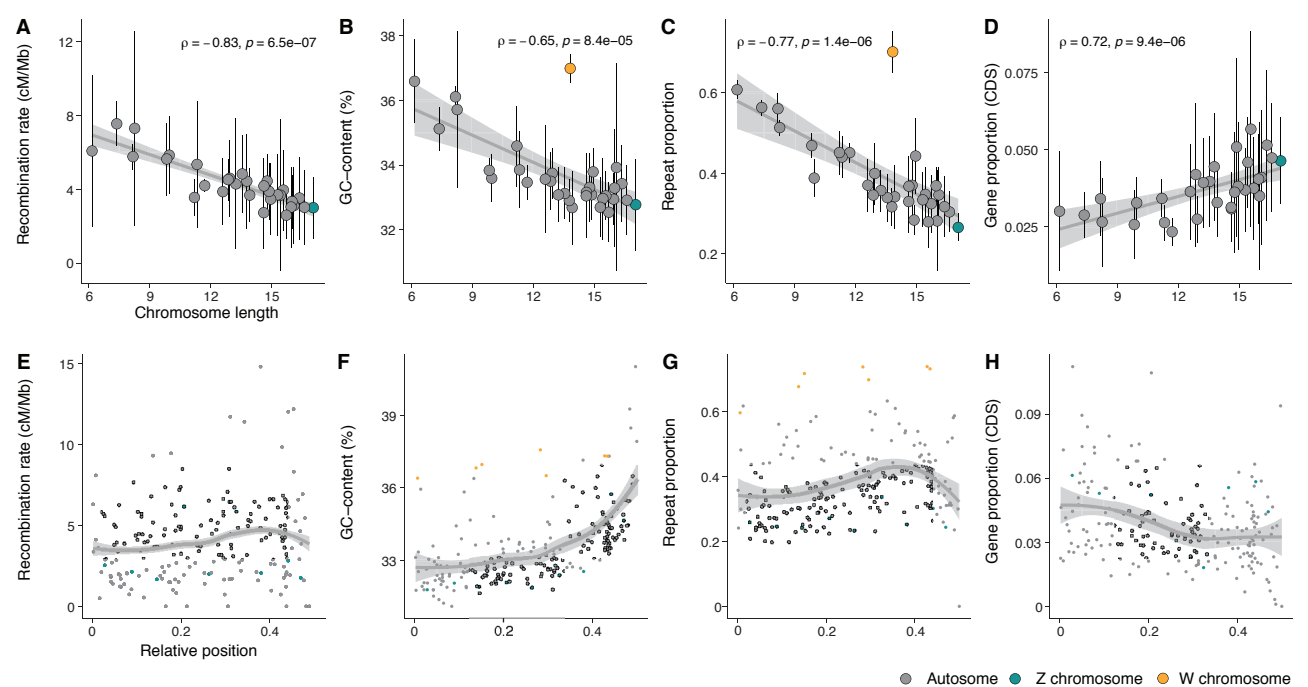 A
Recombination rate (cM/Mb)
12
8
4
0
ρ = −0.83, p = 6.5e−07
6 9 12 15
Chromosome length
B
GC−content (%)
38
36
34
32
ρ = −0.65, p = 8.4e−05
6 9 12 15
C
Repeat proportion
0.6
0.4
0.2
ρ = −0.77, p = 1.4e−06
6 9 12 15
D
Gene proportion (CDS)
0.075
0.050
0.025
ρ = 0.72, p = 9.4e−06
6 9 12 15
E
Recombination rate (cM/Mb)
15
10
5
0
0 0.2 0.4
Relative position
F
GC−content (%)
39
36
33
0 0.2 0.4
G
Repeat proportion
0.6
0.4
0.2
0
0 0.2 0.4
H
Gene proportion (CDS)
0.09
0.06
0.03
0
0 0.2 0.4
Autosome Z chromosome W chromosome